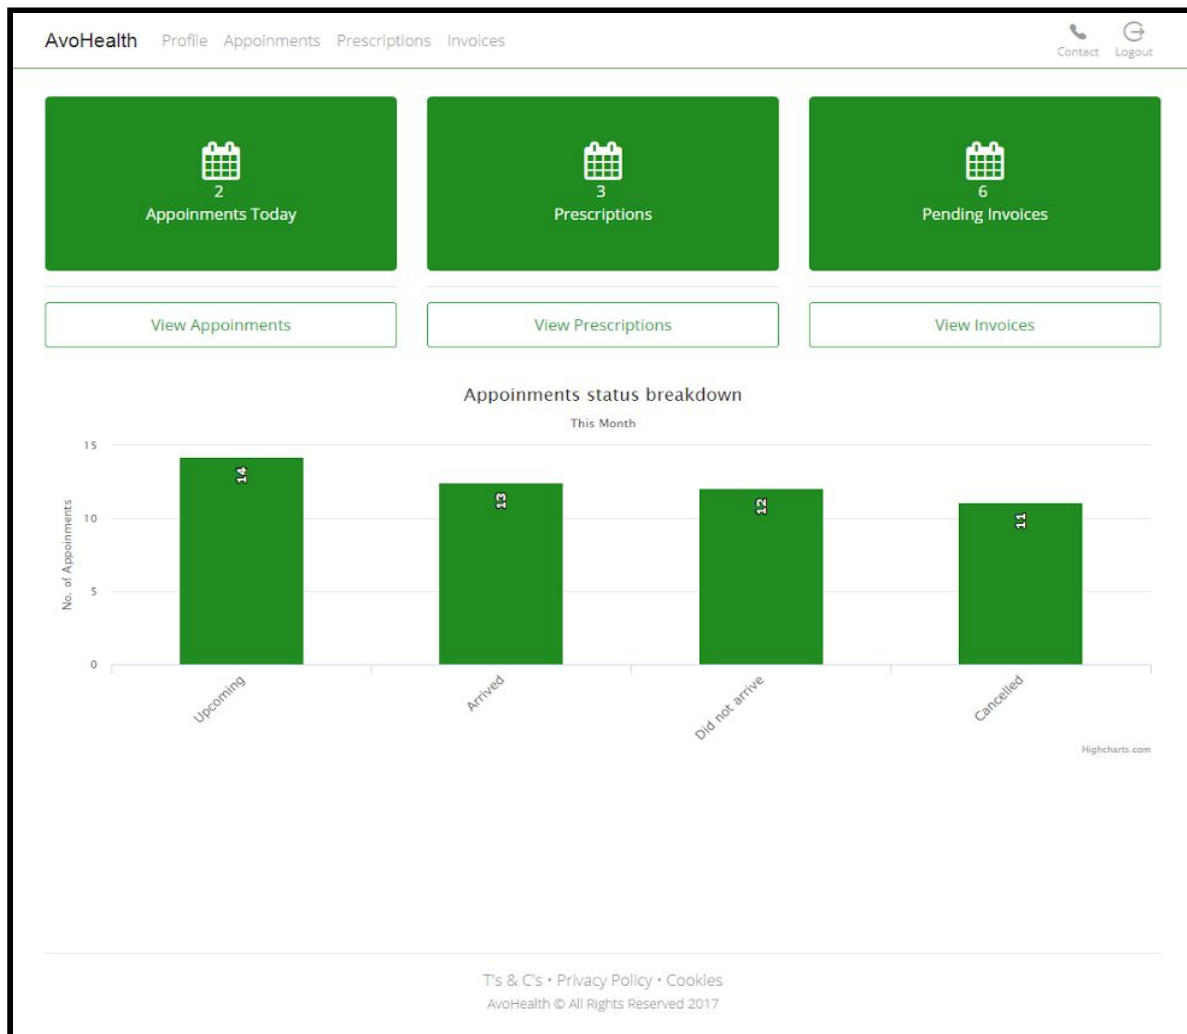 AvoHealth Profile Appoinments Prescriptions Invoices
Contact Logout
2
Appoinments Today
3
Prescriptions
6
Pending Invoices
View Appoinments
View Prescriptions
View Invoices
Appoinments status breakdown
This Month
No. of Appoinments
15
10
5
0
14
13
12
11
Upcoming
Arrived
Did not arrive
Cancelled
Highcharts.com
T's & C's • Privacy Policy • Cookies
AvoHealth © All Rights Reserved 2017